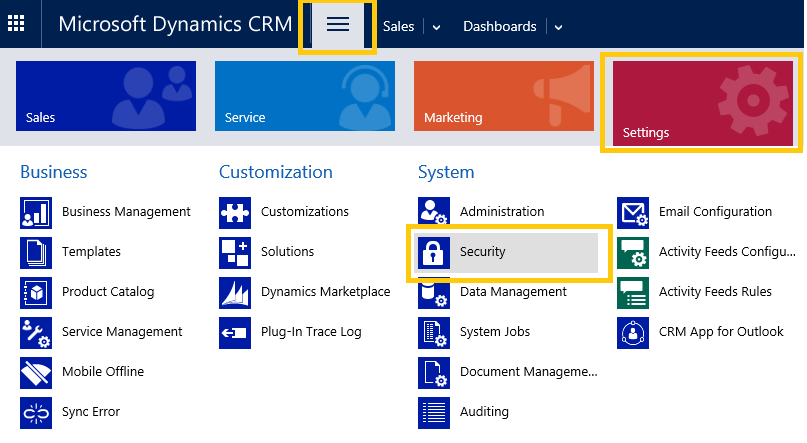 Microsoft Dynamics CRM Sales Dashboards
Sales Service Marketing Settings
Business
Business Management
Templates
Product Catalog
Service Management
Mobile Offline
Sync Error
Customization
Customizations
Solutions
Dynamics Marketplace
Plug-In Trace Log
System
Administration
Security
Data Management
System Jobs
Document Manageme...
Auditing
Email Configuration
Activity Feeds Configu...
Activity Feeds Rules
CRM App for Outlook